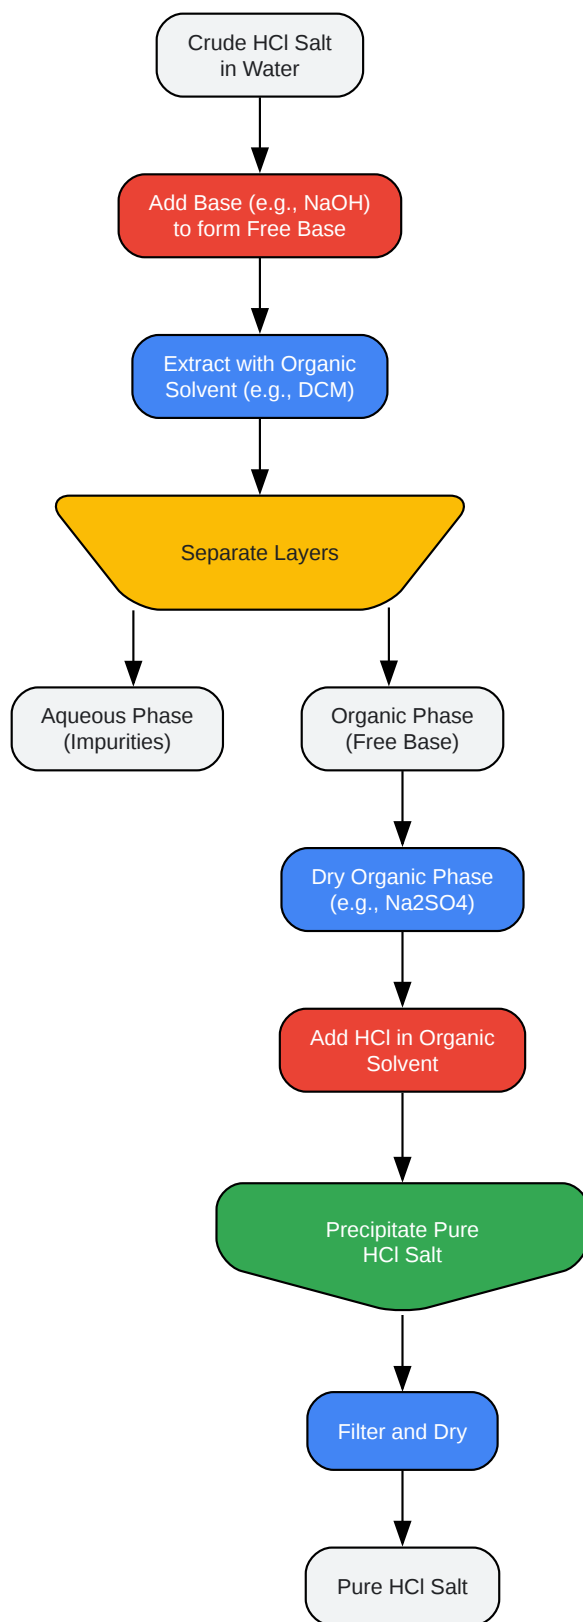 Crude HCl Salt
in Water
Add Base (e.g., NaOH)
to form Free Base
Extract with Organic
Solvent (e.g., DCM)
Separate Layers
Aqueous Phase
(Impurities)
Organic Phase
(Free Base)
Dry Organic Phase
(e.g., Na2SO4)
Add HCl in Organic
Solvent
Precipitate Pure
HCl Salt
Filter and Dry
Pure HCl Salt